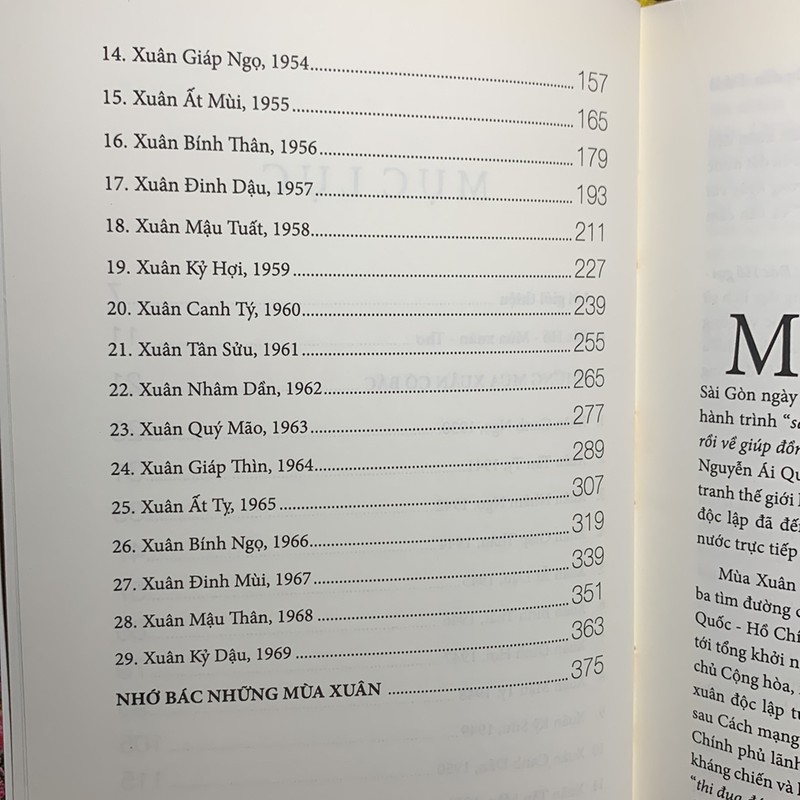 14. Xuân Giáp Ngọ, 1954 157
15. Xuân Ất Mùi, 1955 165
16. Xuân Bính Thân, 1956 179
17. Xuân Đinh Dậu, 1957 193
18. Xuân Mậu Tuất, 1958 211
19. Xuân Kỷ Hợi, 1959 227
20. Xuân Canh Tý, 1960 239
21. Xuân Tân Sửu, 1961 255
22. Xuân Nhâm Dần, 1962 265
23. Xuân Quý Mão, 1963 277
24. Xuân Giáp Thìn, 1964 289
25. Xuân Ất Tỵ, 1965 307
26. Xuân Bính Ngọ, 1966 319
27. Xuân Đinh Mùi, 1967 339
28. Xuân Mậu Thân, 1968 351
29. Xuân Kỷ Dậu, 1969 363
NHỚ BÁC NHỮNG MÙA XUÂN 375
M
Sài Gòn ngày
hành trình
rồi về giúp
Nguyễn Ái
tranh thế giới
độc lập đã
nước trực tiếp
Mùa Xuân
ba tìm đường
Quốc - Hồ
tới tổng khởi
chủ Cộng hòa,
xuân độc lập
sau Cách mạng
Chính phủ
kháng chiến và
"thi đua